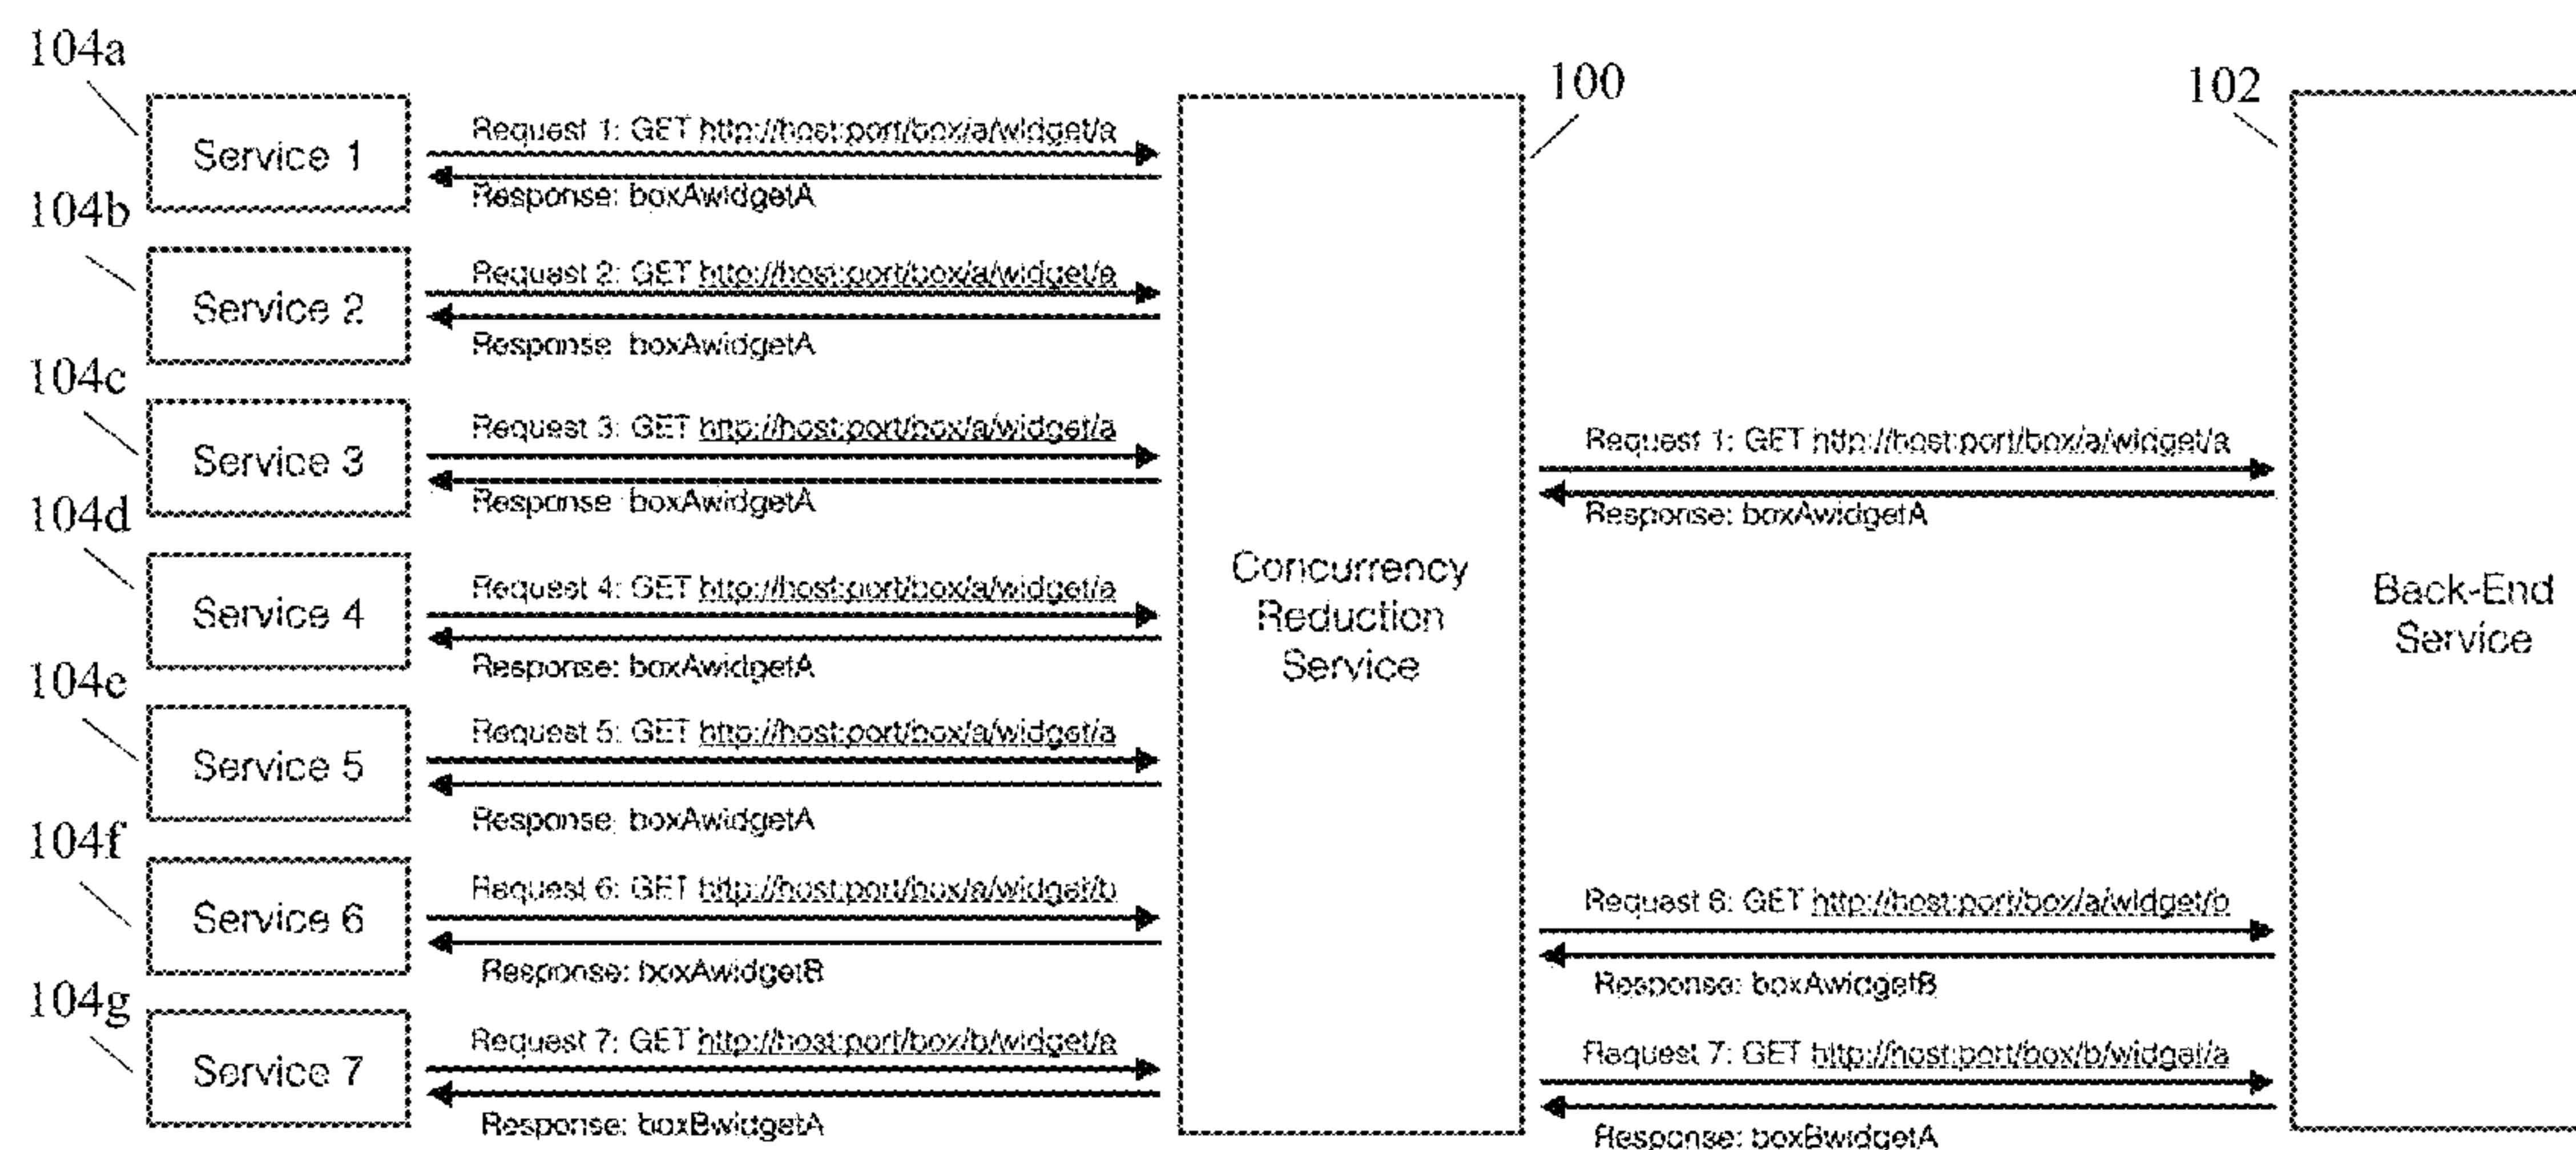 104a
Service 1
Request 1: GET http://host:port/box/a/widget/a
Response: boxAwidgetA
104b
Service 2
Request 2: GET http://host:port/box/a/widget/a
Response: boxAwidgetA
104c
Service 3
Request 3: GET http://host:port/box/a/widget/a
Response: boxAwidgetA
104d
Service 4
Request 4: GET http://host:port/box/a/widget/a
Response: boxAwidgetA
104e
Service 5
Request 5: GET http://host:port/box/a/widget/a
Response: boxAwidgetA
104f
Service 6
Request 6: GET http://host:port/box/a/widget/b
Response: boxAwidgetB
104g
Service 7
Request 7: GET http://host:port/box/b/widget/a
Response: boxBwidgetA
100
Concurrency
Reduction
Service
Request 1: GET http://host:port/box/a/widget/a
Response: boxAwidgetA
Request 6: GET http://host:port/box/a/widget/b
Response: boxAwidgetB
Request 7: GET http://host:port/box/b/widget/a
Response: boxBwidgetA
102
Back-End
Service